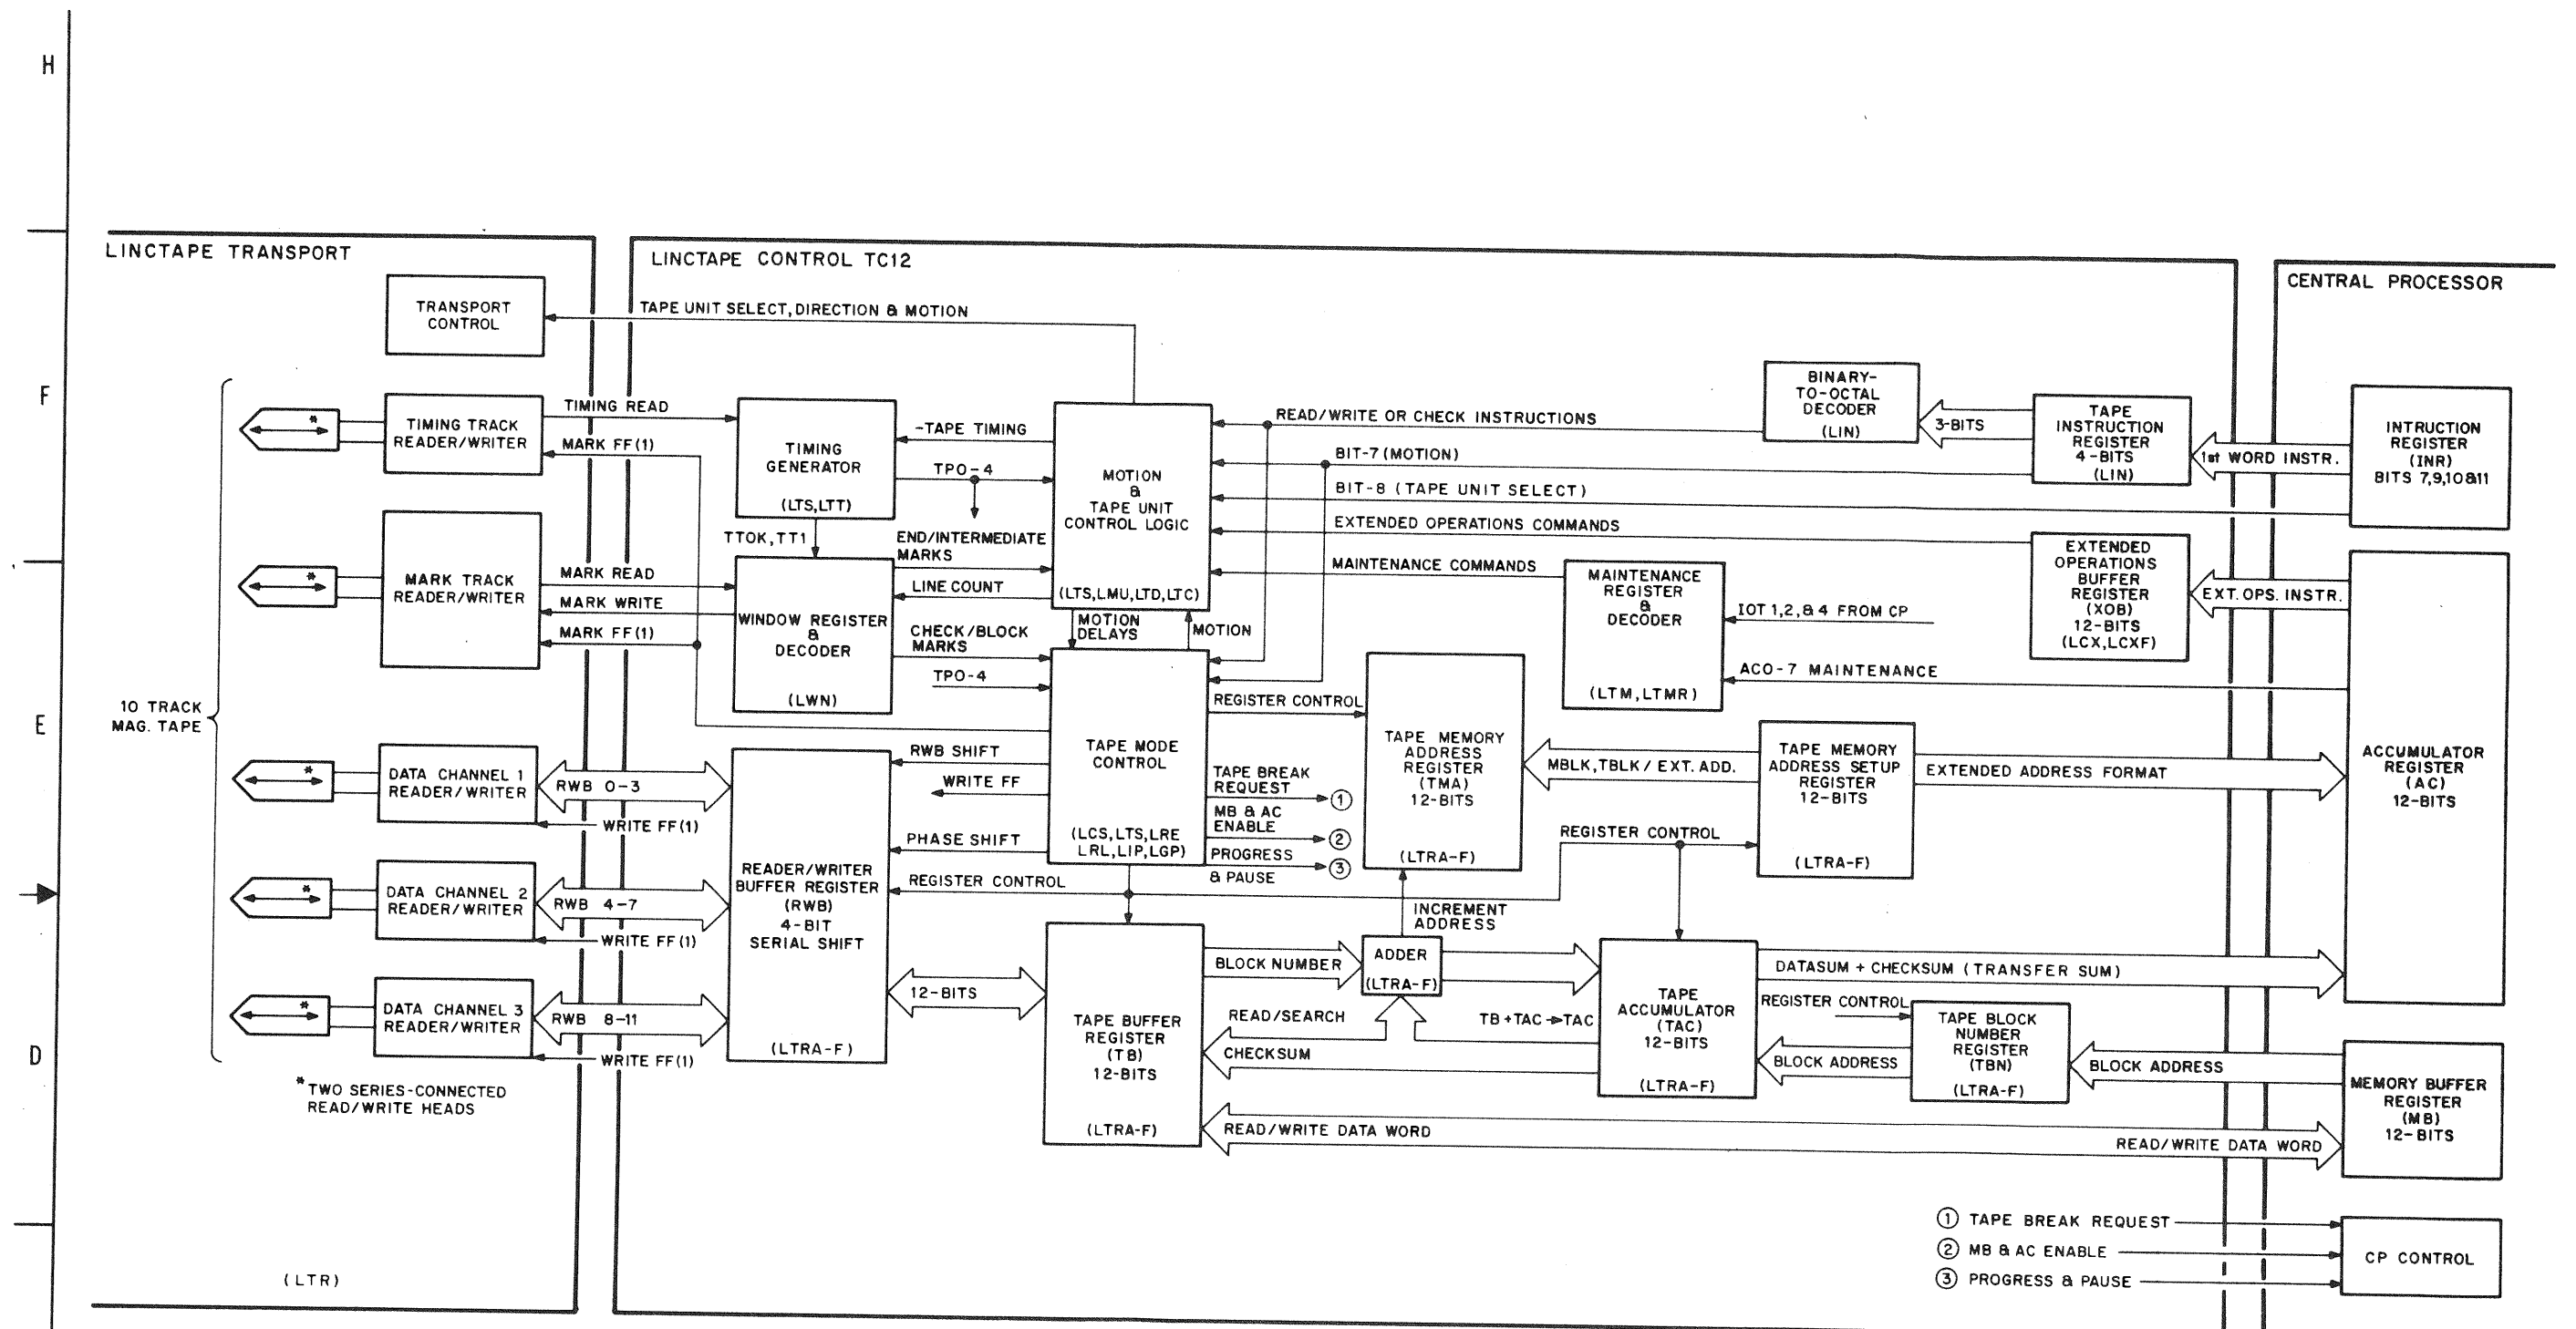 H
F
E
D
LINCTAPE TRANSPORT
TRANSPORT
CONTROL
TIMING TRACK
READER/WRITER
*
MARK TRACK
READER/WRITER
*
10 TRACK
MAG. TAPE
DATA CHANNEL 1
READER/WRITER
*
DATA CHANNEL 2
READER/WRITER
*
DATA CHANNEL 3
READER/WRITER
*
*TWO SERIES-CONNECTED
READ/WRITE HEADS
(LTR)
TIMING READ
MARK FF(1)
MARK READ
MARK WRITE
MARK FF(1)
RWB 0-3
WRITE FF(1)
RWB 4-7
WRITE FF(1)
RWB 8-11
WRITE FF(1)
LINCTAPE CONTROL TC12
TAPE UNIT SELECT, DIRECTION & MOTION
TIMING
GENERATOR
(LTS,LTT)
-TAPE TIMING
TPO-4
TTOK,TT1
END/INTERMEDIATE
MARKS
LINE COUNT
WINDOW REGISTER
&
DECODER
(LWN)
CHECK/BLOCK
MARKS
TPO-4
MOTION
&
TAPE UNIT
CONTROL LOGIC
(LTS,LMU,LTD,LTC)
MOTION
DELAYS
MOTION
TAPE MODE
CONTROL
(LCS,LTS,LRE
LRL,LIP,LGP)
RWB SHIFT
WRITE FF
PHASE SHIFT
REGISTER CONTROL
READER/WRITER
BUFFER REGISTER
(RWB)
4-BIT
SERIAL SHIFT
(LTRA-F)
12-BITS
READ/WRITE OR CHECK INSTRUCTIONS
BIT-7 (MOTION)
BIT-8 (TAPE UNIT SELECT)
EXTENDED OPERATIONS COMMANDS
MAINTENANCE COMMANDS
BINARY-
TO-OCTAL
DECODER
(LIN)
3-BITS
TAPE
INSTRUCTION
REGISTER
4-BITS
(LIN)
1st WORD INSTR.
EXTENDED
OPERATIONS
BUFFER
REGISTER
(XOB)
12-BITS
(LCX,LCXF)
EXT. OPS. INSTR.
MAINTENANCE
REGISTER
&
DECODER
(LTM,LTMR)
IOT 1,2,& 4 FROM CP
ACO-7 MAINTENANCE
REGISTER CONTROL
TAPE BREAK
REQUEST
1
MB & AC
ENABLE
2
PROGRESS
& PAUSE
3
TAPE MEMORY
ADDRESS
REGISTER
(TMA)
12-BITS
(LTRA-F)
MBLK,TBLK/ EXT. ADD.
TAPE MEMORY
ADDRESS SETUP
REGISTER
12-BITS
(LTRA-F)
EXTENDED ADDRESS FORMAT
REGISTER CONTROL
INCREMENT
ADDRESS
TAPE BUFFER
REGISTER
(TB)
12-BITS
(LTRA-F)
BLOCK NUMBER
ADDER
(LTRA-F)
READ/SEARCH
CHECKSUM
TB+TAC→TAC
TAPE
ACCUMULATOR
(TAC)
12-BITS
(LTRA-F)
DATASUM + CHECKSUM (TRANSFER SUM)
REGISTER CONTROL
BLOCK ADDRESS
TAPE BLOCK
NUMBER
REGISTER
(TBN)
(LTRA-F)
BLOCK ADDRESS
READ/WRITE DATA WORD
READ/WRITE DATA WORD
CENTRAL PROCESSOR
INTRUCTION
REGISTER
(INR)
BITS 7,9,10&11
ACCUMULATOR
REGISTER
(AC)
12-BITS
MEMORY BUFFER
REGISTER
(MB)
12-BITS
1 TAPE BREAK REQUEST
2 MB & AC ENABLE
3 PROGRESS & PAUSE
CP CONTROL